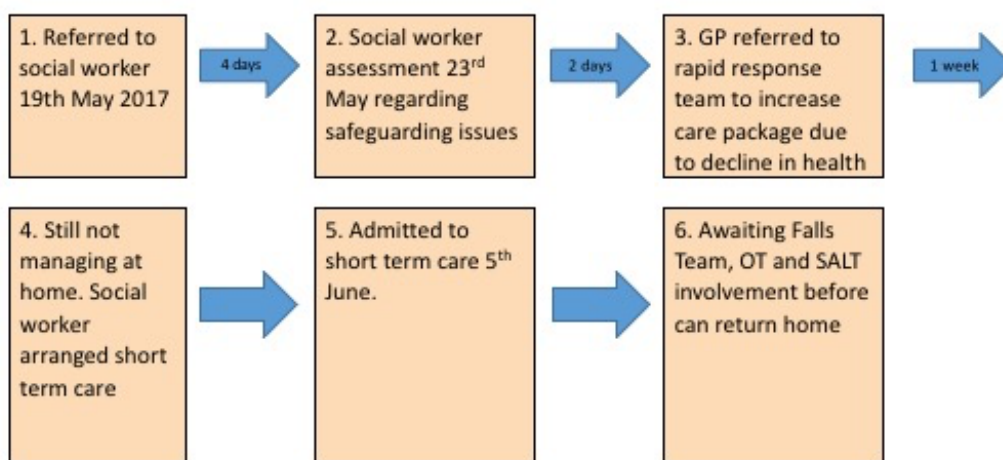 1. Referred to
social worker
19th May 2017
4 days
2. Social worker
assessment 23rd
May regarding
safeguarding issues
2 days
3. GP referred to
rapid response
team to increase
care package due
to decline in health
1 week
4. Still not
managing at
home. Social
worker
arranged short
term care
5. Admitted to
short term care 5th
June.
6. Awaiting Falls
Team, OT and SALT
involvement before
can return home